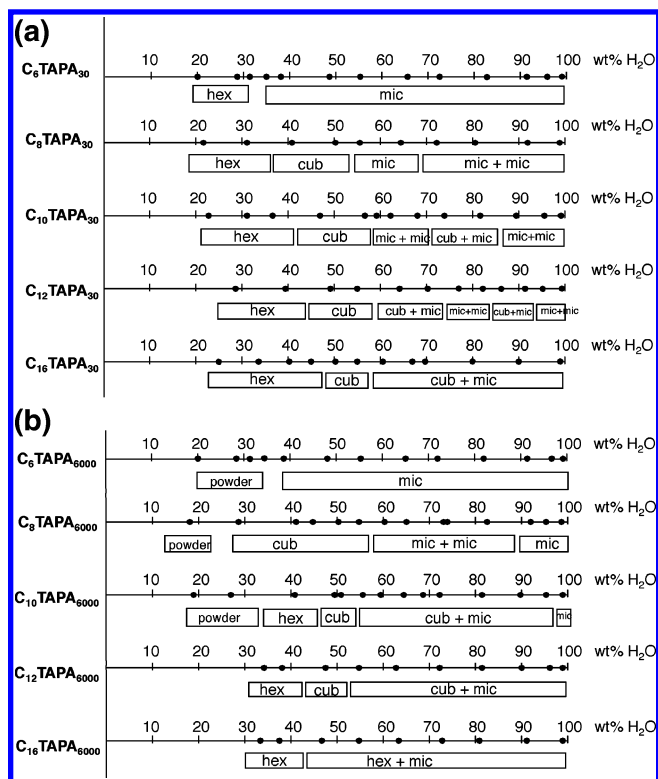 (a)
10 20 30 40 50 60 70 80 90 100 wt% H₂O
C₆TAPA₃₀
hex mic
10 20 30 40 50 60 70 80 90 100 wt% H₂O
C₈TAPA₃₀
hex cub mic mic + mic
10 20 30 40 50 60 70 80 90 100 wt% H₂O
C₁₀TAPA₃₀
hex cub mic + mic cub + mic mic+mic
10 20 30 40 50 60 70 80 90 100 wt% H₂O
C₁₂TAPA₃₀
hex cub cub + mic mic+mic cub+mic mic+mic
10 20 30 40 50 60 70 80 90 100 wt% H₂O
C₁₆TAPA₃₀
hex cub cub + mic
(b)
10 20 30 40 50 60 70 80 90 100 wt% H₂O
C₆TAPA₆₀₀₀
powder mic
10 20 30 40 50 60 70 80 90 100 wt% H₂O
C₈TAPA₆₀₀₀
powder cub mic + mic mic
10 20 30 40 50 60 70 80 90 100 wt% H₂O
C₁₀TAPA₆₀₀₀
powder hex cub cub + mic mic
10 20 30 40 50 60 70 80 90 100 wt% H₂O
C₁₂TAPA₆₀₀₀
hex cub cub + mic
10 20 30 40 50 60 70 80 90 100 wt% H₂O
C₁₆TAPA₆₀₀₀
hex hex + mic